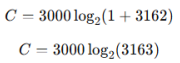 C = 3000 log₂(1 + 3162)
C = 3000 log₂(3163)